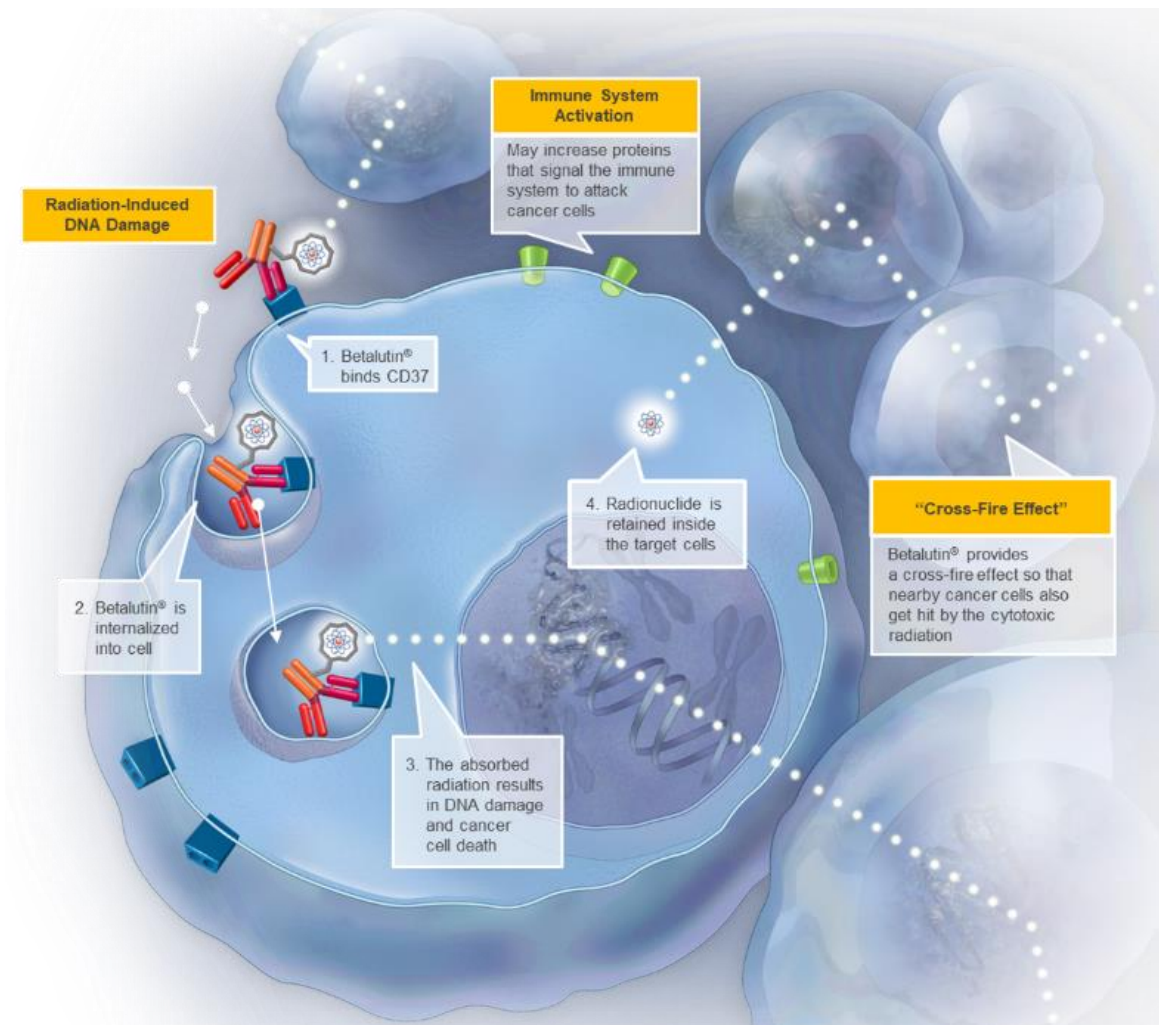 Immune System
Activation
May increase proteins
that signal the immune
system to attack
cancer cells
Radiation-Induced
DNA Damage
1. Betalutin®
binds CD37
4. Radionuclide is
retained inside
the target cells
“Cross-Fire Effect”
Betalutin® provides
a cross-fire effect so that
nearby cancer cells also
get hit by the cytotoxic
radiation
2. Betalutin® is
internalized
into cell
3. The absorbed
radiation results
in DNA damage
and cancer
cell death